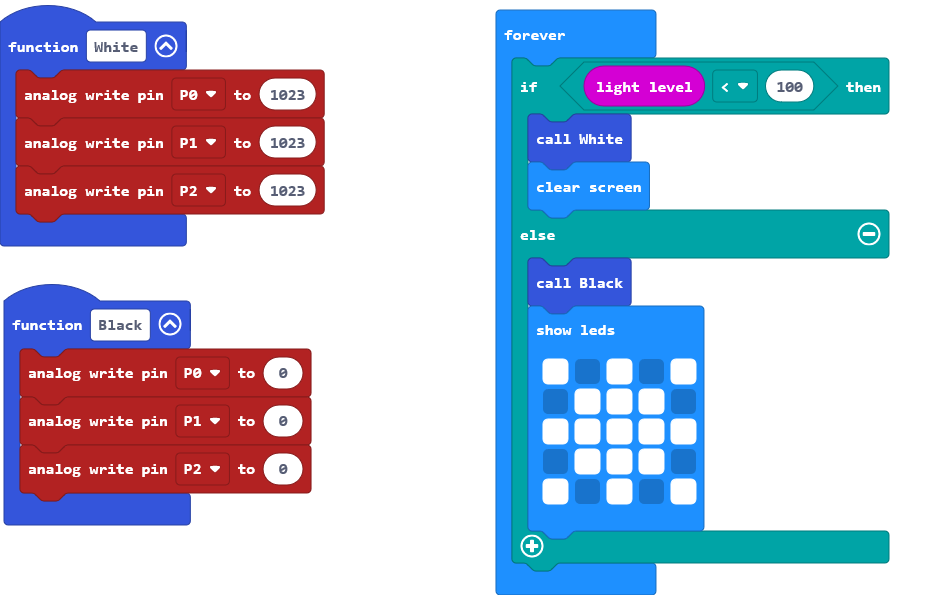 function White
analog write pin P0 to 1023
analog write pin P1 to 1023
analog write pin P2 to 1023
function Black
analog write pin P0 to 0
analog write pin P1 to 0
analog write pin P2 to 0
forever
if light level < 100 then
call White
clear screen
else
call Black
show leds